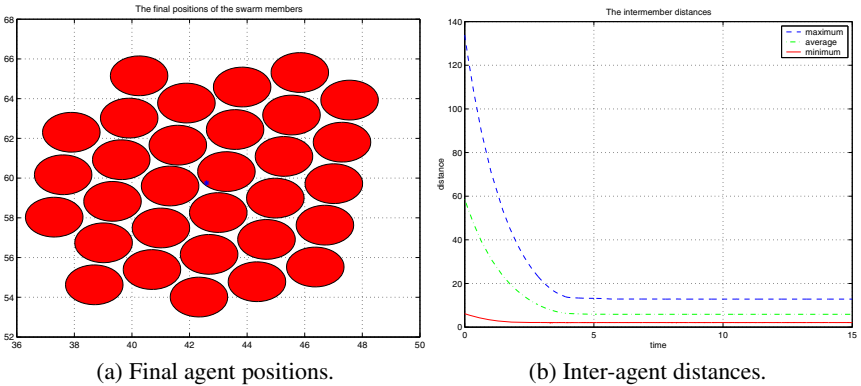 The final positions of the swarm members
68
66
64
62
60
58
56
54
52
36 38 40 42 44 46 48 50
(a) Final agent positions.
The intermember distances
140
120
100
80
60
40
20
0
distance
maximum
average
minimum
0 5 10 15
time
(b) Inter-agent distances.